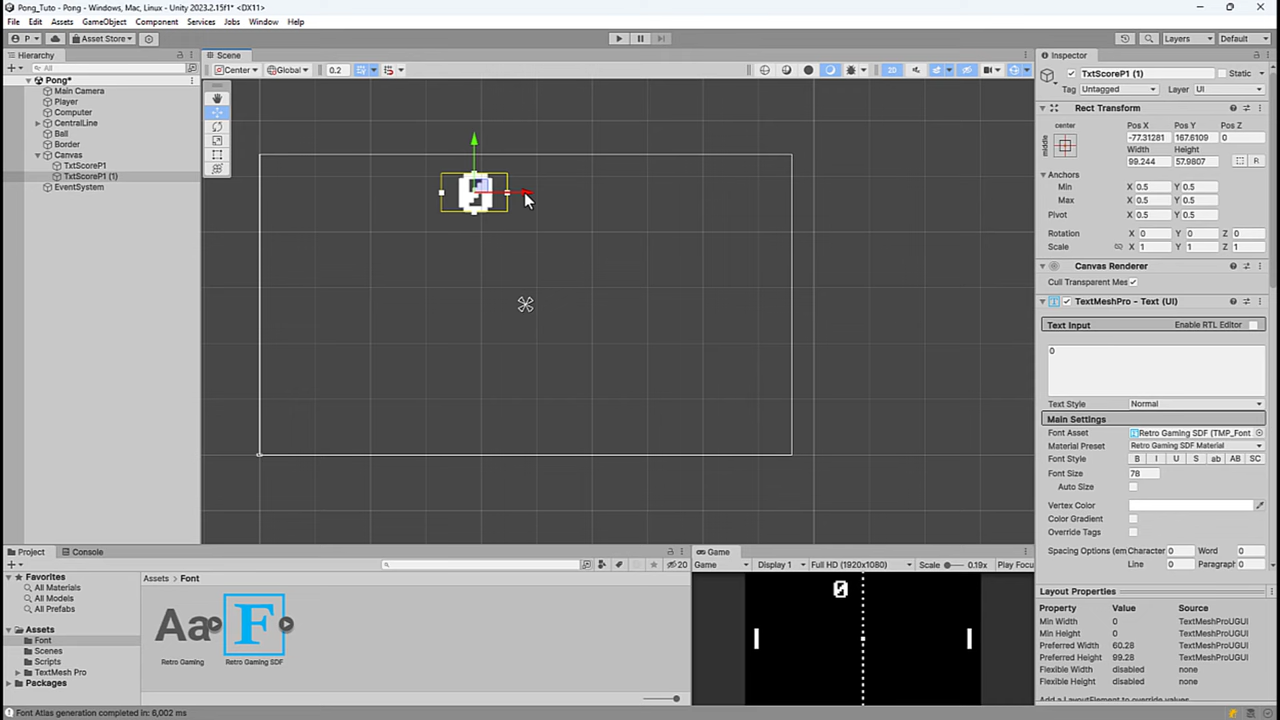 Pong_Tuto - Pong - Windows, Mac, Linux - Unity 2023.2.15f1* <DX11>
File Edit Assets GameObject Component Services Jobs Window Help
P Asset Store Layers Default
Hierarchy
All
Pong*
Main Camera
Player
Computer
CentralLine
Ball
Border
Canvas
TxtScoreP1
TxtScoreP1 (1)
EventSystem
Scene
Center Global 0.2 2D
0
Inspector
TxtScoreP1 (1) Static
Tag Untagged Layer UI
Rect Transform
center Pos X Pos Y Pos Z
middle -77.31281 167.6109 0
Width Height
99.244 57.9807 R
Anchors
Min X 0.5 Y 0.5
Max X 0.5 Y 0.5
Pivot X 0.5 Y 0.5
Rotation X 0 Y 0 Z 0
Scale X 1 Y 1 Z 1
Canvas Renderer
Cull Transparent Mes
TextMeshPro - Text (UI)
Text Input Enable RTL Editor
0
Text Style Normal
Main Settings
Font Asset Retro Gaming SDF (TMP_Font
Material Preset Retro Gaming SDF Material
Font Style B I U S ab AB SC
Font Size 78
Auto Size
Vertex Color
Color Gradient
Override Tags
Spacing Options (em Character 0 Word 0
Line 0 Paragraph 0
Layout Properties
Property Value Source
Min Width 0 TextMeshProUGUI
Min Height 0 TextMeshProUGUI
Preferred Width 60.28 TextMeshProUGUI
Preferred Height 99.28 TextMeshProUGUI
Flexible Width disabled none
Flexible Height disabled none
Add a LayoutElement to override values
Project Console
20
Favorites
All Materials
All Models
All Prefabs
Assets
Font
Scenes
Scripts
TextMesh Pro
Packages
Assets > Font
Aa F
Retro Gaming Retro Gaming SDF
Game
Game Display 1 Full HD (1920x1080) Scale 0.19x Play Focu
0
Font Atlas generation completed in: 6,002 ms